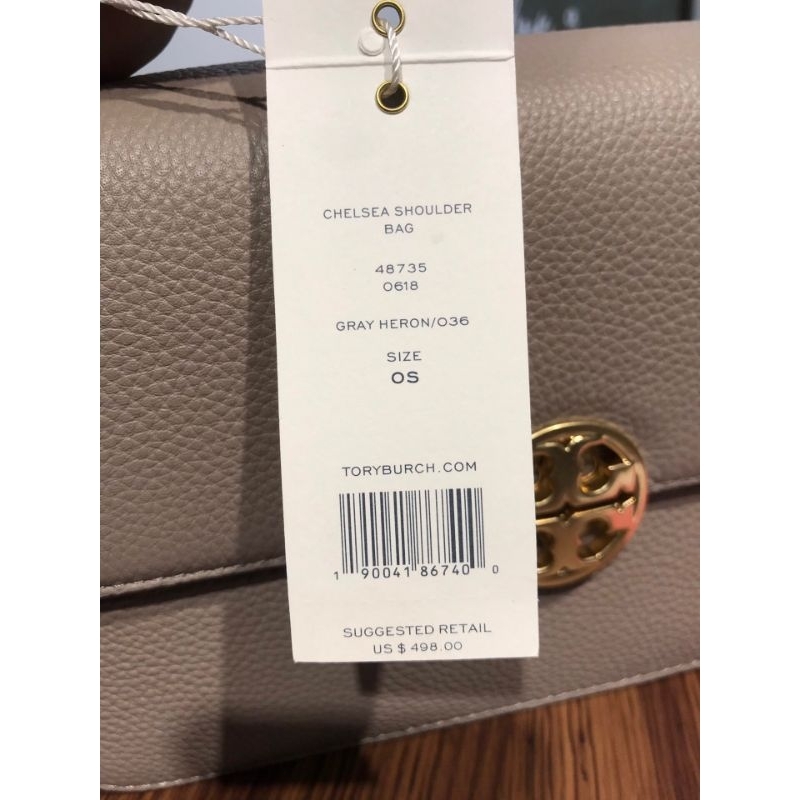 CHELSEA SHOULDER
BAG
48735
0618
GRAY HERON/036
SIZE
OS
TORYBURCH.COM
1 90041 86740 0
SUGGESTED RETAIL
US $ 498.00